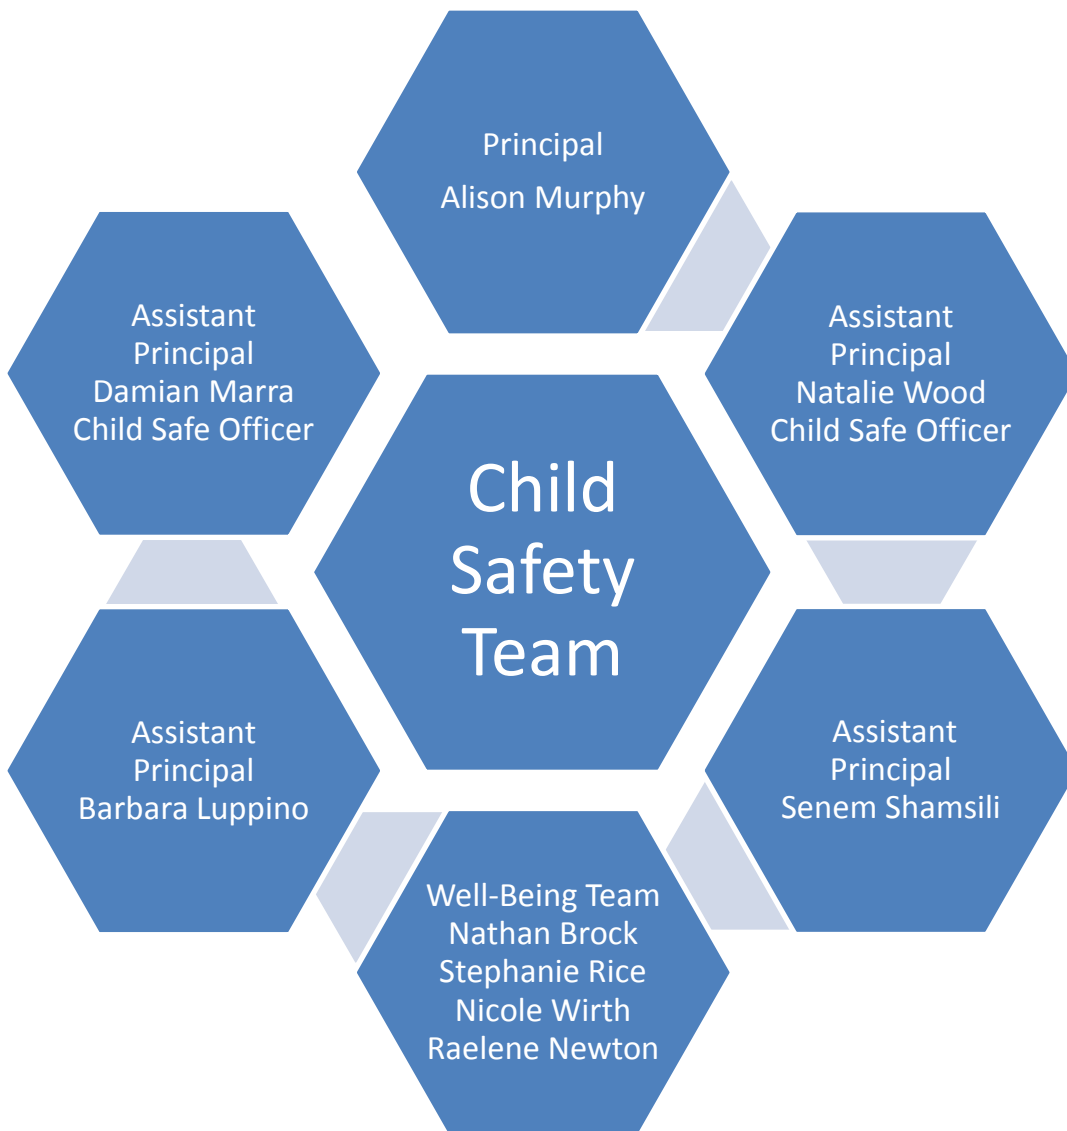 Principal
Alison Murphy
Assistant
Principal
Natalie Wood
Child Safe Officer
Assistant
Principal
Senem Shamsili
Well-Being Team
Nathan Brock
Stephanie Rice
Nicole Wirth
Raelene Newton
Assistant
Principal
Barbara Luppino
Assistant
Principal
Damian Marra
Child Safe Officer
Child
Safety
Team